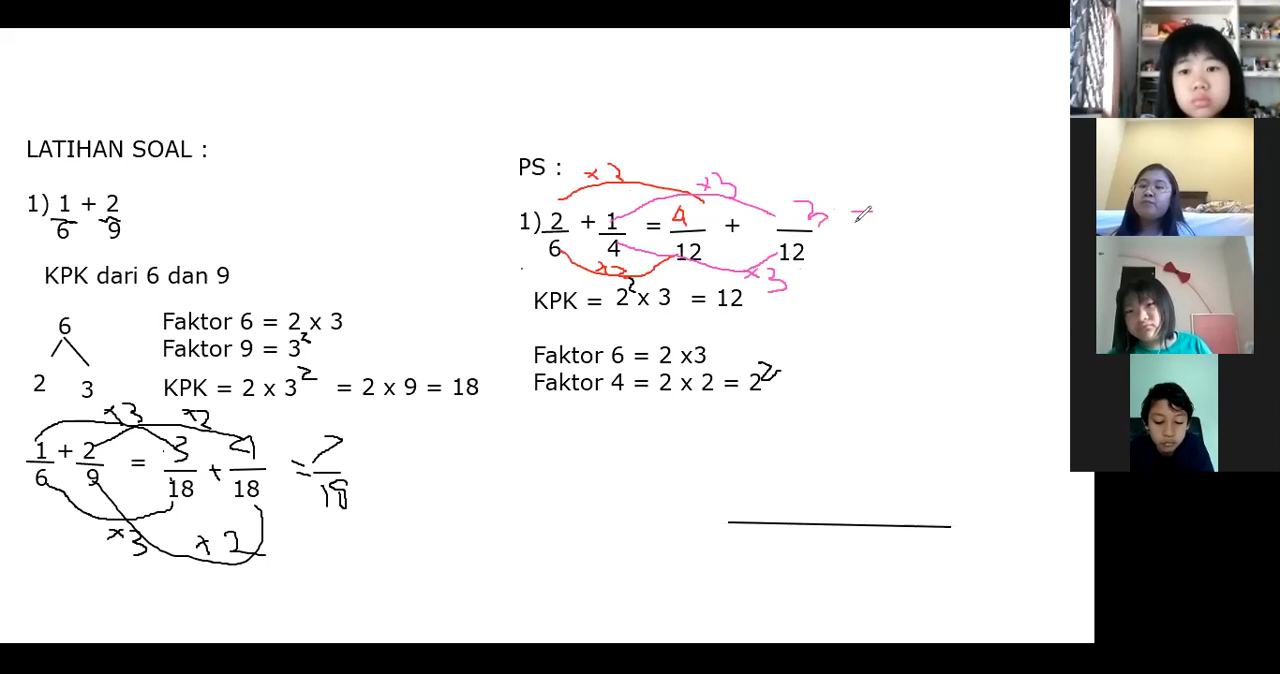 LATIHAN SOAL :
1) 1/6 + 2/9
KPK dari 6 dan 9
6
2 3
Faktor 6 = 2 x 3
Faktor 9 = 3²
KPK = 2 x 3² = 2 x 9 = 18
x3 x2
1/6 + 2/9 = 3/18 + 4/18 = 7/18
x3 x2
PS :
x2 x3
1) 2/6 + 1/4 = 4/12 + 3/12
x2 x3
KPK = 2² x 3 = 12
Faktor 6 = 2 x3
Faktor 4 = 2 x 2 = 2²